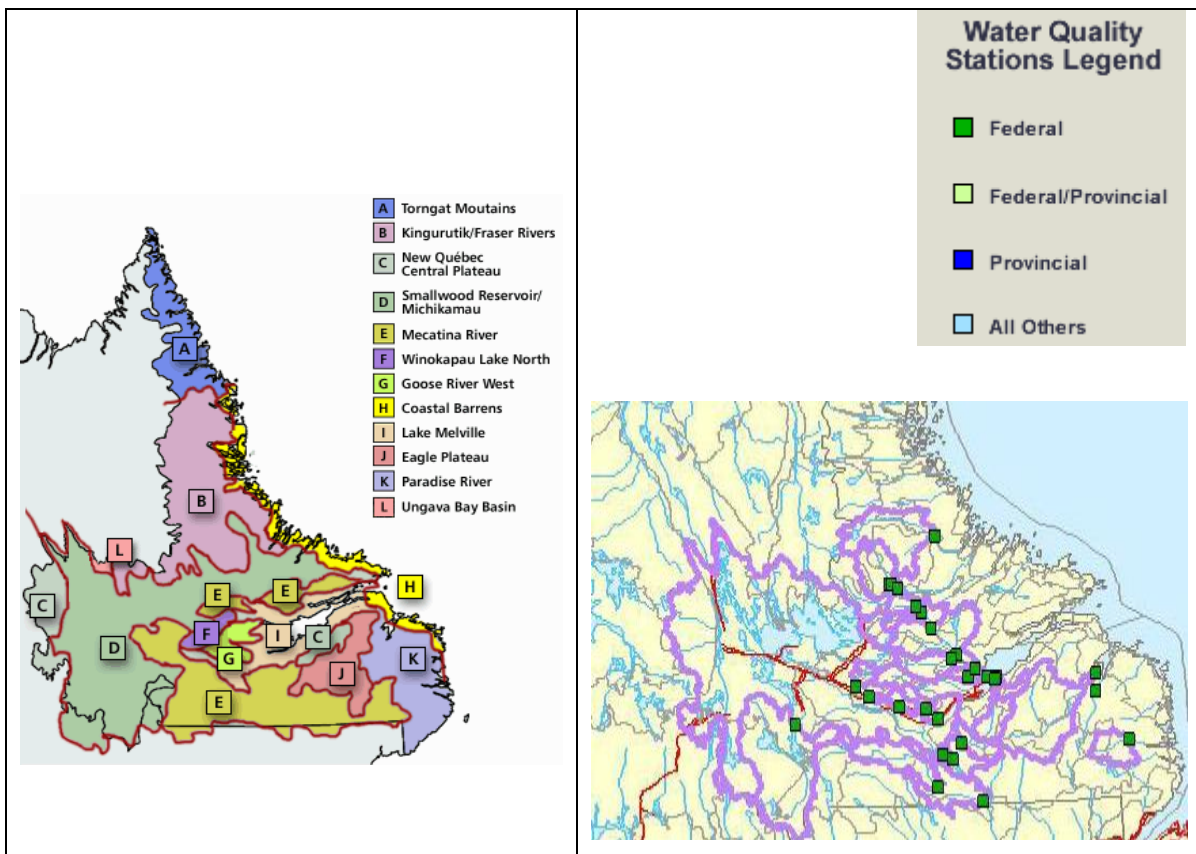 A Torngat Moutains
B Kingurutik/Fraser Rivers
C New Québec
Central Plateau
D Smallwood Reservoir/
Michikamau
E Mecatina River
F Winokapau Lake North
G Goose River West
H Coastal Barrens
I Lake Melville
J Eagle Plateau
K Paradise River
L Ungava Bay Basin
A
B
L
C
E
E
H
F
I
C
D
G
K
J
E
Water Quality
Stations Legend
Federal
Federal/Provincial
Provincial
All Others